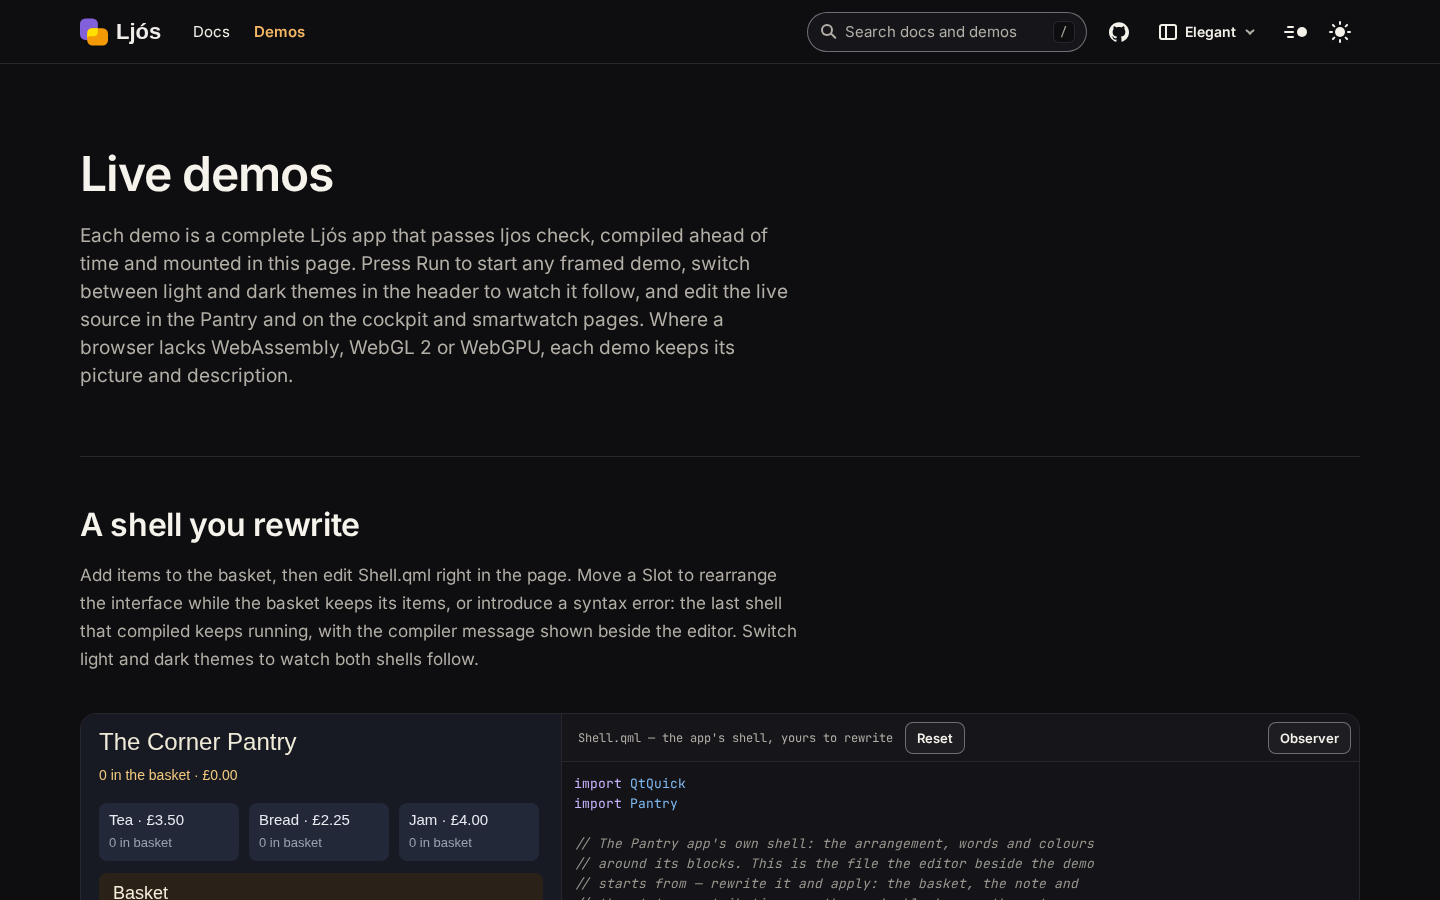 Ljós
Docs
Demos
Search docs and demos
/
Elegant
Live demos
Each demo is a complete Ljós app that passes ljos check, compiled ahead of
time and mounted in this page. Press Run to start any framed demo, switch
between light and dark themes in the header to watch it follow, and edit the live
source in the Pantry and on the cockpit and smartwatch pages. Where a
browser lacks WebAssembly, WebGL 2 or WebGPU, each demo keeps its
picture and description.
A shell you rewrite
Add items to the basket, then edit Shell.qml right in the page. Move a Slot to rearrange
the interface while the basket keeps its items, or introduce a syntax error: the last shell
that compiled keeps running, with the compiler message shown beside the editor. Switch
light and dark themes to watch both shells follow.
The Corner Pantry
0 in the basket · £0.00
Tea · £3.50
0 in basket
Bread · £2.25
0 in basket
Jam · £4.00
0 in basket
Basket
Shell.qml — the app's shell, yours to rewrite
Reset
Observer
import QtQuick
import Pantry
// The Pantry app's own shell: the arrangement, words and colours
// around its blocks. This is the file the editor beside the demo
// starts from — rewrite it and apply: the basket, the note and